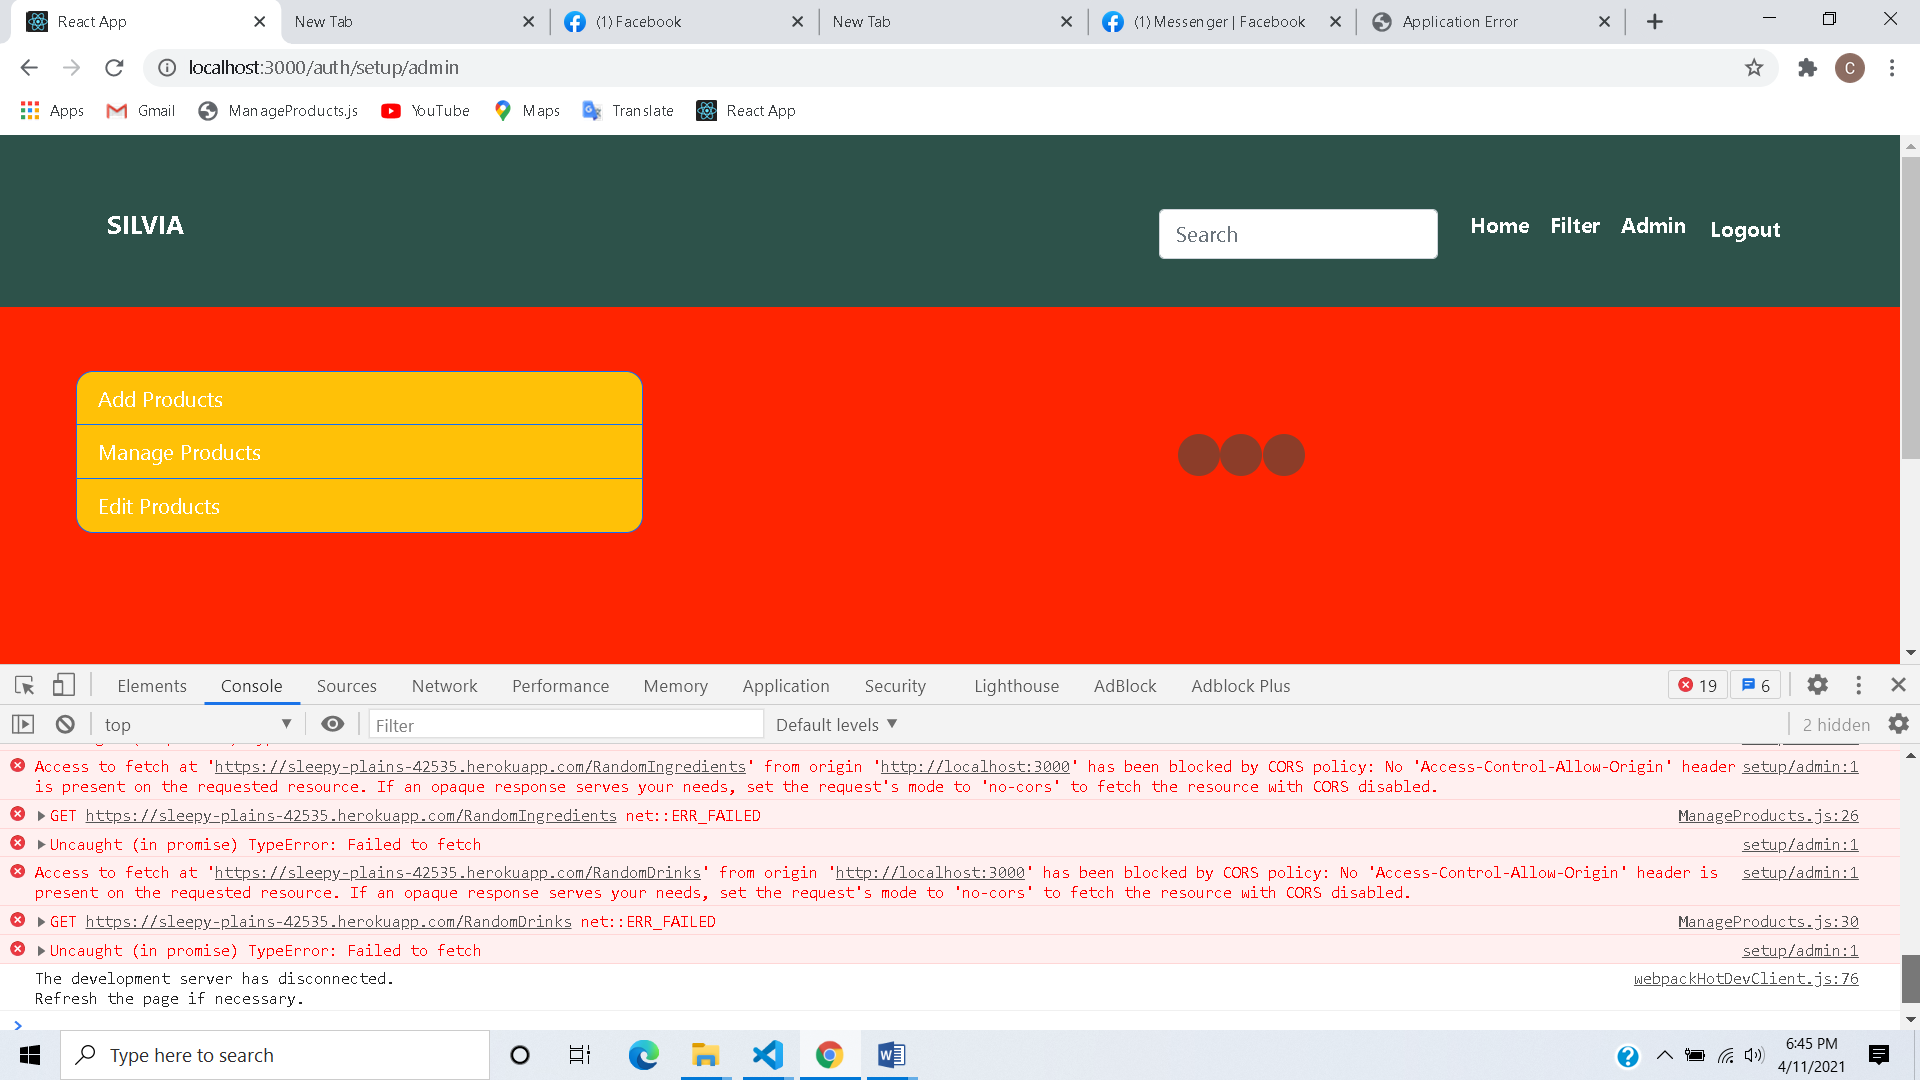 React App
New Tab
(1) Facebook
New Tab
(1) Messenger | Facebook
Application Error
localhost:3000/auth/setup/admin
C
Apps
Gmail
ManageProducts.js
YouTube
Maps
Translate
React App
SILVIA
Search
Home
Filter
Admin
Logout
Add Products
Manage Products
Edit Products
Elements
Console
Sources
Network
Performance
Memory
Application
Security
Lighthouse
AdBlock
Adblock Plus
19
6
top
Filter
Default levels
2 hidden
Access to fetch at 'https://sleepy-plains-42535.herokuapp.com/RandomIngredients' from origin 'http://localhost:3000' has been blocked by CORS policy: No 'Access-Control-Allow-Origin' header setup/admin:1
is present on the requested resource. If an opaque response serves your needs, set the request's mode to 'no-cors' to fetch the resource with CORS disabled.
GET https://sleepy-plains-42535.herokuapp.com/RandomIngredients net::ERR_FAILED ManageProducts.js:26
Uncaught (in promise) TypeError: Failed to fetch setup/admin:1
Access to fetch at 'https://sleepy-plains-42535.herokuapp.com/RandomDrinks' from origin 'http://localhost:3000' has been blocked by CORS policy: No 'Access-Control-Allow-Origin' header is setup/admin:1
present on the requested resource. If an opaque response serves your needs, set the request's mode to 'no-cors' to fetch the resource with CORS disabled.
GET https://sleepy-plains-42535.herokuapp.com/RandomDrinks net::ERR_FAILED ManageProducts.js:30
Uncaught (in promise) TypeError: Failed to fetch setup/admin:1
The development server has disconnected. webpackHotDevClient.js:76
Refresh the page if necessary.
Type here to search
6:45 PM
4/11/2021